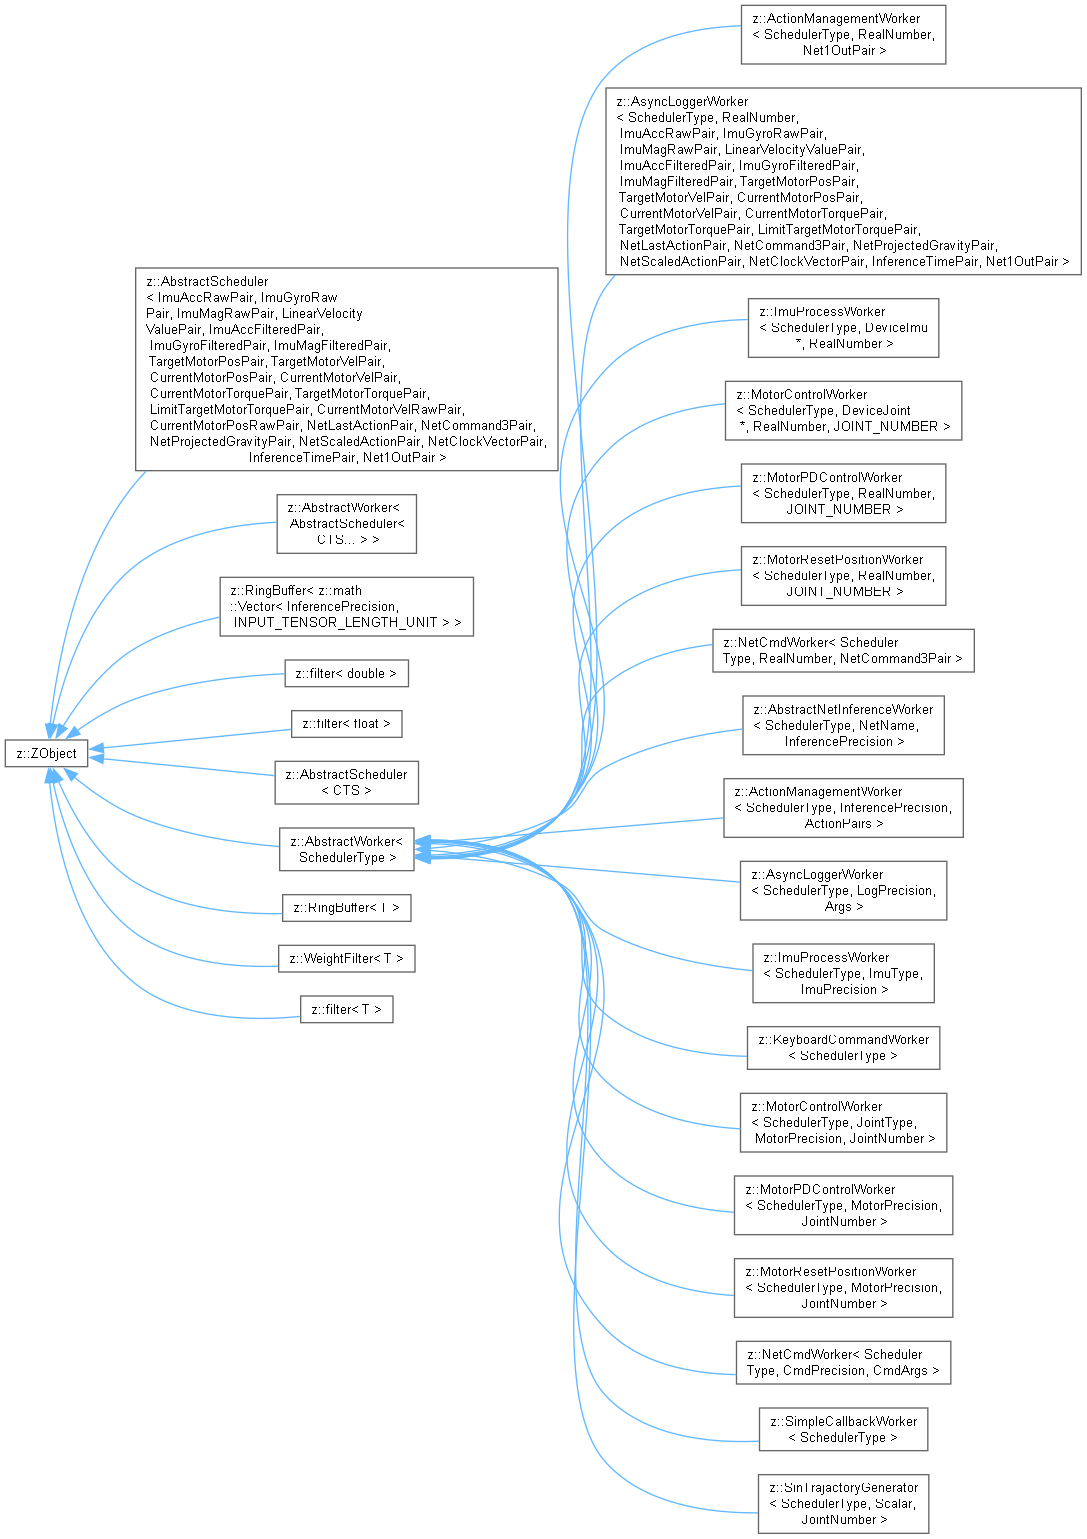 z::ZObject
z::AbstractScheduler
< ImuAccRawPair, ImuGyroRaw
Pair, ImuMagRawPair, LinearVelocity
ValuePair, ImuAccFilteredPair,
ImuGyroFilteredPair, ImuMagFilteredPair,
TargetMotorPosPair, TargetMotorVelPair,
CurrentMotorPosPair, CurrentMotorVelPair,
CurrentMotorTorquePair, TargetMotorTorquePair,
LimitTargetMotorTorquePair, CurrentMotorVelRawPair,
CurrentMotorPosRawPair, NetLastActionPair, NetCommand3Pair,
NetProjectedGravityPair, NetScaledActionPair, NetClockVectorPair,
InferenceTimePair, Net1OutPair >
z::AbstractWorker<
AbstractScheduler<
CTS... > >
z::RingBuffer< z::math
::Vector< InferencePrecision,
INPUT_TENSOR_LENGTH_UNIT > >
z::filter< double >
z::filter< float >
z::AbstractScheduler
< CTS >
z::AbstractWorker<
SchedulerType >
z::RingBuffer< T >
z::WeightFilter< T >
z::filter< T >
z::ActionManagementWorker
< SchedulerType, RealNumber,
Net1OutPair >
z::AsyncLoggerWorker
< SchedulerType, RealNumber,
ImuAccRawPair, ImuGyroRawPair,
ImuMagRawPair, LinearVelocityValuePair,
ImuAccFilteredPair, ImuGyroFilteredPair,
ImuMagFilteredPair, TargetMotorPosPair,
TargetMotorVelPair, CurrentMotorPosPair,
CurrentMotorVelPair, CurrentMotorTorquePair,
TargetMotorTorquePair, LimitTargetMotorTorquePair,
NetLastActionPair, NetCommand3Pair, NetProjectedGravityPair,
NetScaledActionPair, NetClockVectorPair, InferenceTimePair, Net1OutPair >
z::ImuProcessWorker
< SchedulerType, DeviceImu
*, RealNumber >
z::MotorControlWorker
< SchedulerType, DeviceJoint
*, RealNumber, JOINT_NUMBER >
z::MotorPDControlWorker
< SchedulerType, RealNumber,
JOINT_NUMBER >
z::MotorResetPositionWorker
< SchedulerType, RealNumber,
JOINT_NUMBER >
z::NetCmdWorker< Scheduler
Type, RealNumber, NetCommand3Pair >
z::AbstractNetInferenceWorker
< SchedulerType, NetName,
InferencePrecision >
z::ActionManagementWorker
< SchedulerType, InferencePrecision,
ActionPairs >
z::AsyncLoggerWorker
< SchedulerType, LogPrecision,
Args >
z::ImuProcessWorker
< SchedulerType, ImuType,
ImuPrecision >
z::KeyboardCommandWorker
< SchedulerType >
z::MotorControlWorker
< SchedulerType, JointType,
MotorPrecision, JointNumber >
z::MotorPDControlWorker
< SchedulerType, MotorPrecision,
JointNumber >
z::MotorResetPositionWorker
< SchedulerType, MotorPrecision,
JointNumber >
z::NetCmdWorker< Scheduler
Type, CmdPrecision, CmdArgs >
z::SimpleCallbackWorker
< SchedulerType >
z::SinTrajactoryGenerator
< SchedulerType, Scalar,
JointNumber >